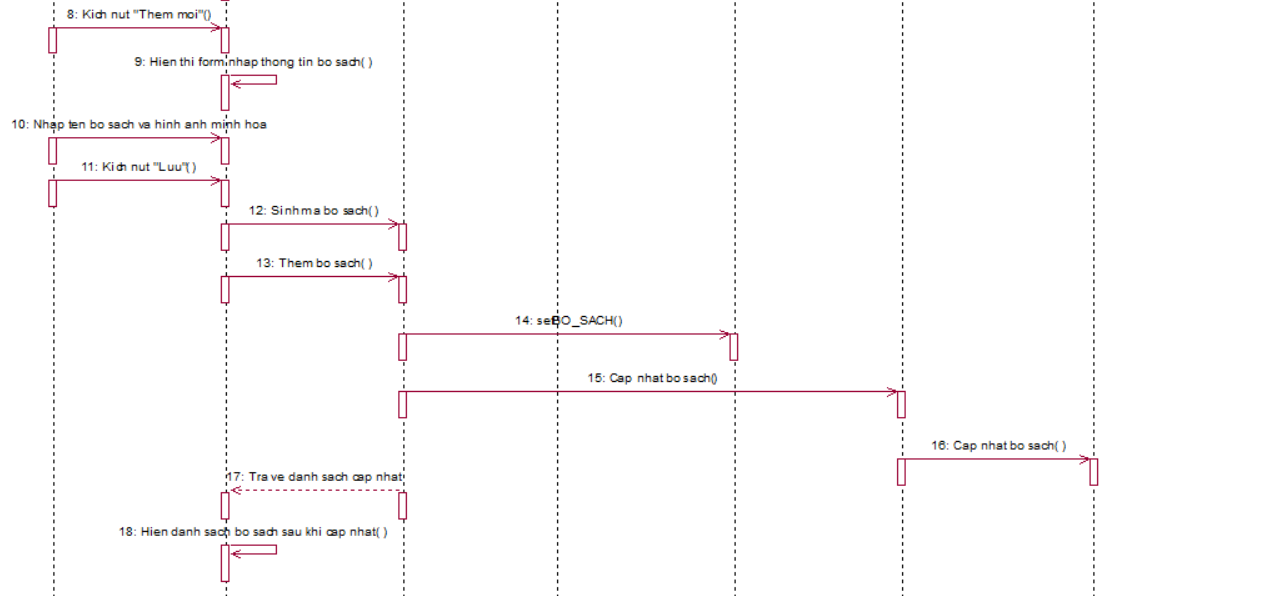 8: Kich nut "Them moi"()
9: Hien thi form nhap thong tin bo sach( )
10: Nhap ten bo sach va hinh anh minh hoa
11: Kich nut "Luu"()
12: Sinh ma bo sach( )
13: Them bo sach( )
14: setBO_SACH()
15: Cap nhat bo sach()
16: Cap nhat bo sach( )
17: Tra ve danh sach cap nhat
18: Hien danh sach bo sach sau khi cap nhat( )